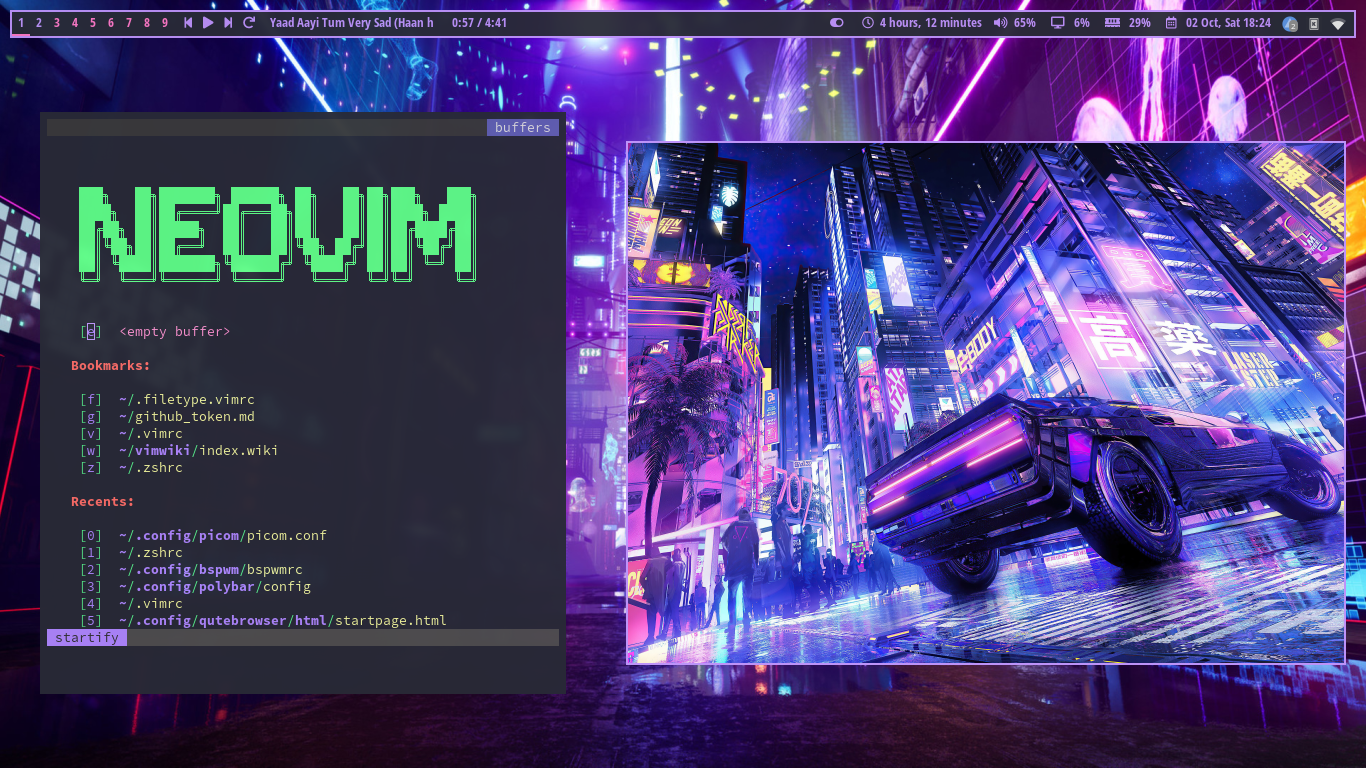 1 2 3 4 5 6 7 8 9 Yaad Aayi Tum Very Sad (Haan h 0:57 / 4:41 4 hours, 12 minutes 65% 6% 29% 02 Oct, Sat 18:24
buffers
NEOVIM
[e] <empty buffer>
Bookmarks:
[f] ~/.filetype.vimrc
[g] ~/github_token.md
[v] ~/.vimrc
[w] ~/vimwiki/index.wiki
[z] ~/.zshrc
Recents:
[0] ~/.config/picom/picom.conf
[1] ~/.zshrc
[2] ~/.config/bspwm/bspwmrc
[3] ~/.config/polybar/config
[4] ~/.vimrc
[5] ~/.config/qutebrowser/html/startpage.html
startify
高 薬